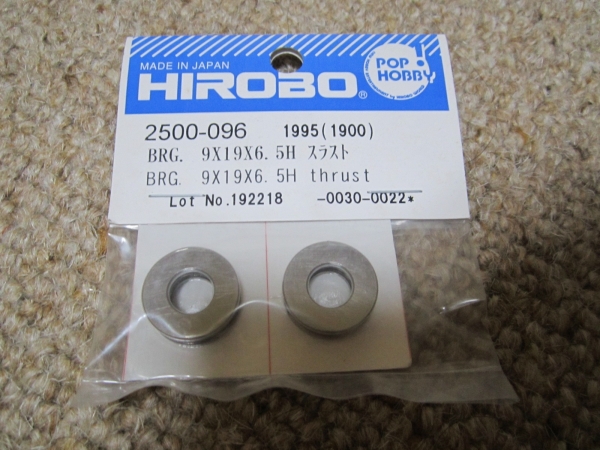 MADE IN JAPAN
HIROBO®
POP
HOBBY!
2500-096 1995(1900)
BRG. 9X19X6.5H スラスト
BRG. 9X19X6.5H thrust
Lot No.192218 -0030-0022*